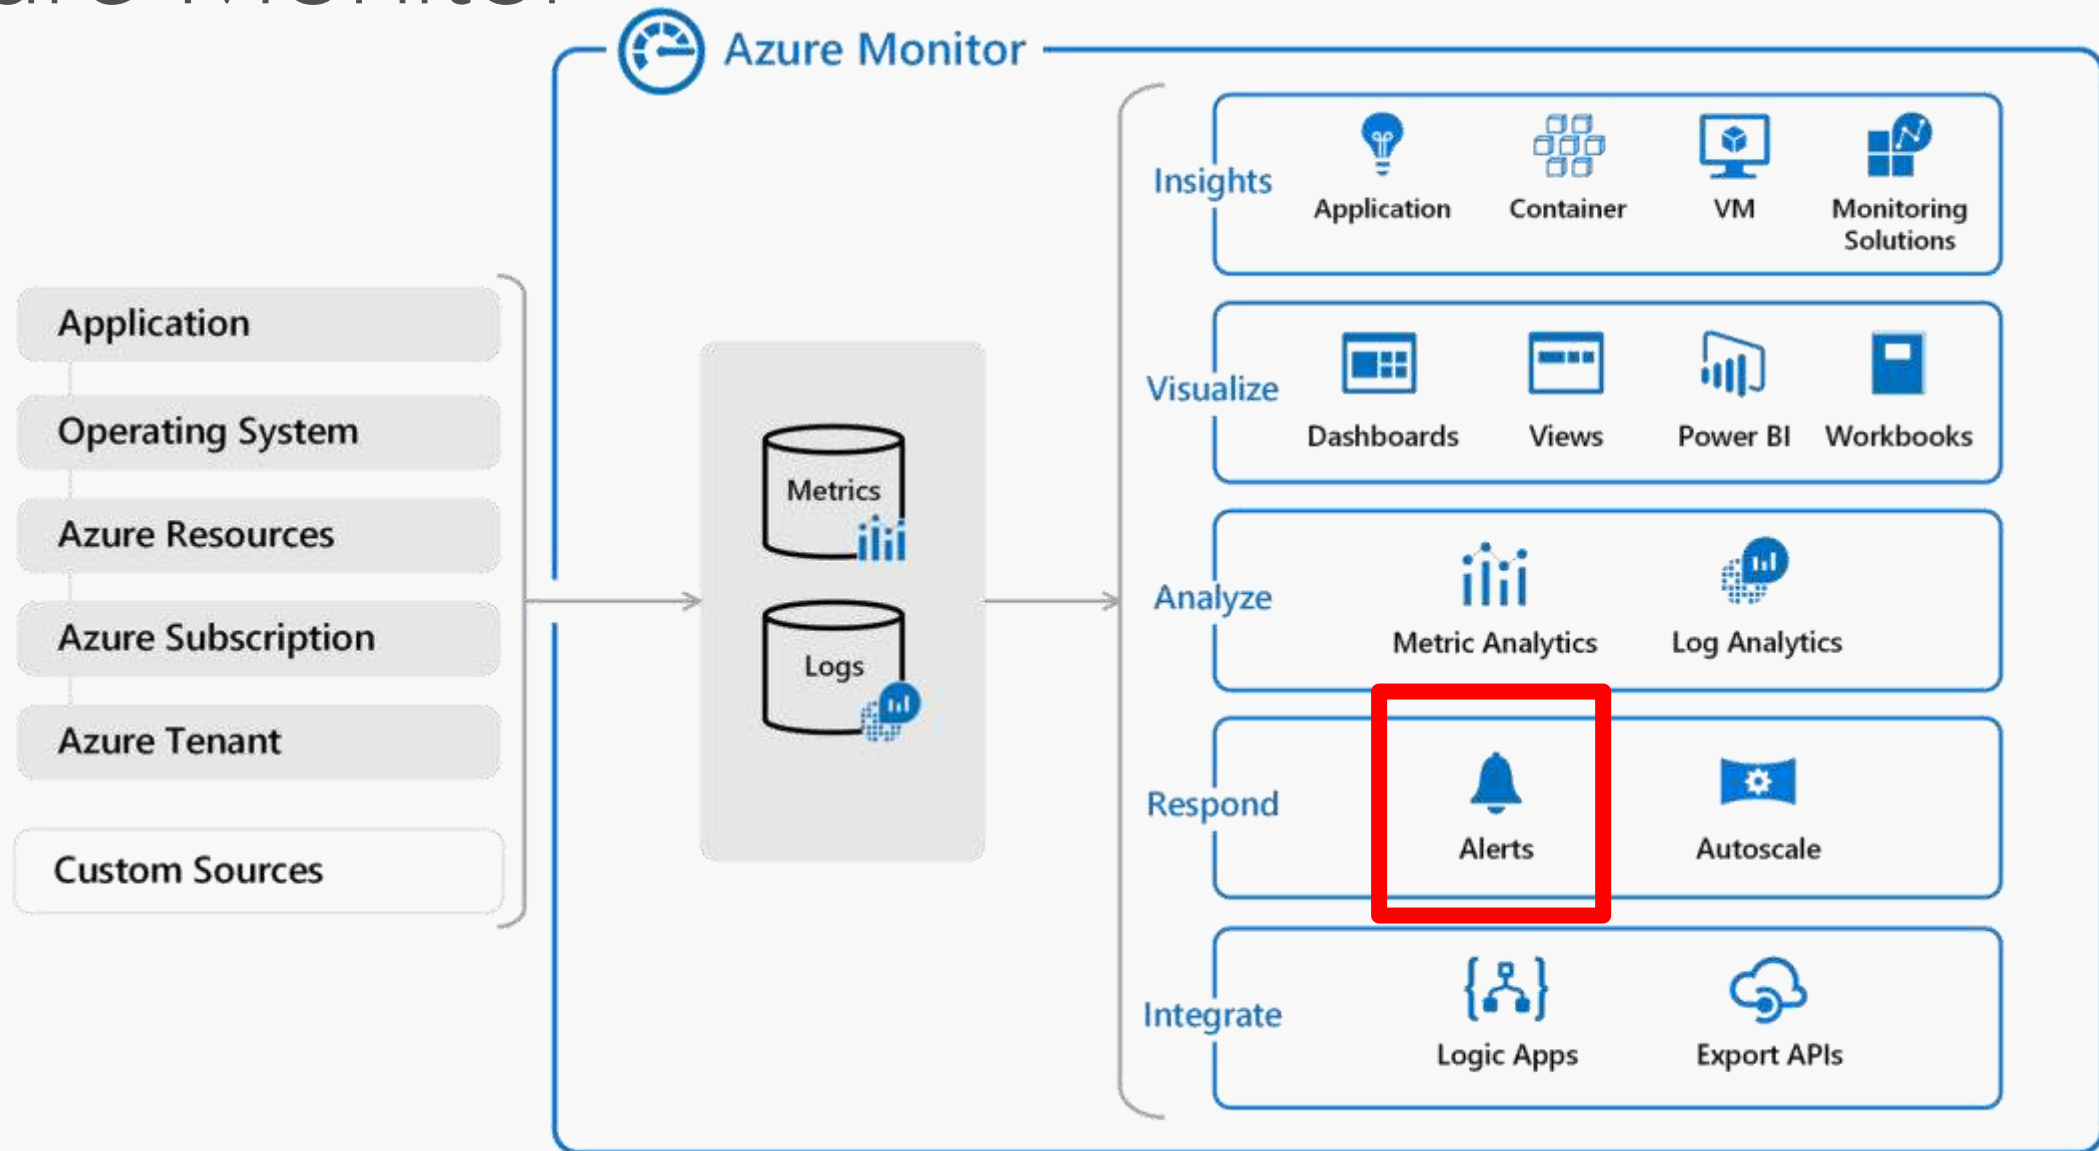 Azure Monitor
Application
Operating System
Azure Resources
Azure Subscription
Azure Tenant
Custom Sources
Metrics
Logs
Insights
Application
Container
VM
Monitoring
Solutions
Visualize
Dashboards
Views
Power BI
Workbooks
Analyze
Metric Analytics
Log Analytics
Respond
Alerts
Autoscale
Integrate
Logic Apps
Export APIs